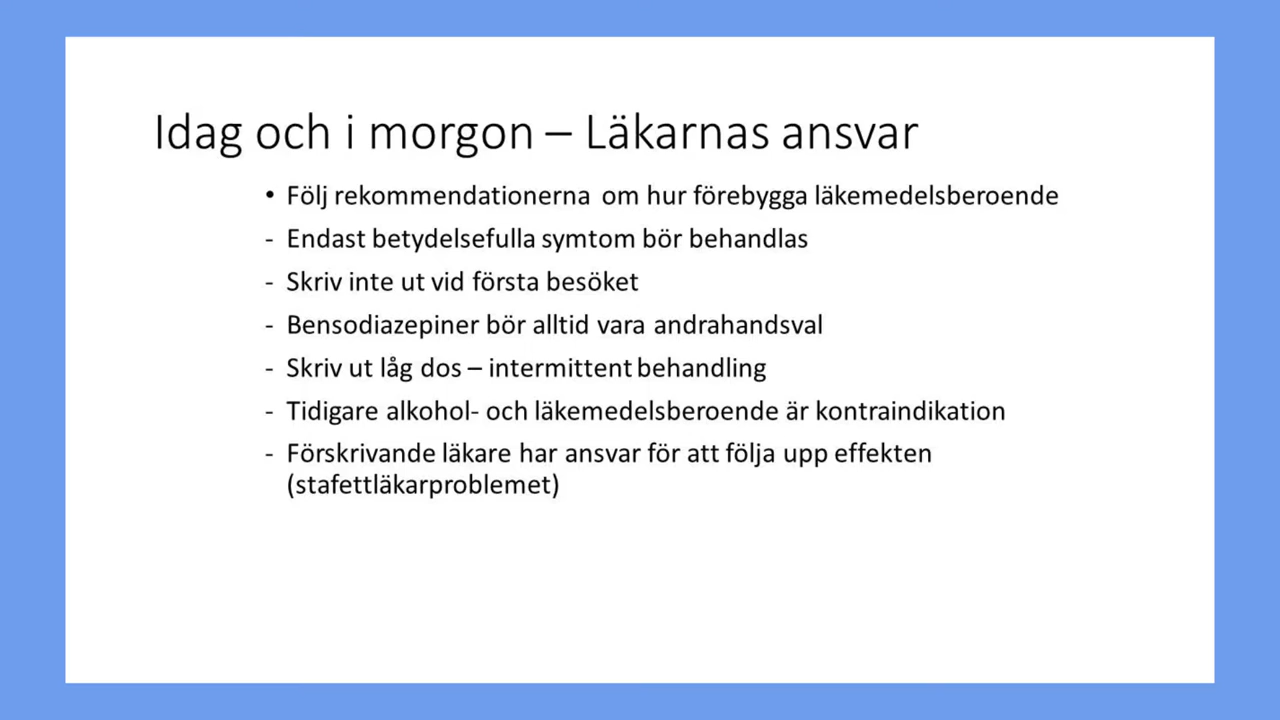 Idag och i morgon – Läkarnas ansvar
• Följ rekommendationerna om hur förebygga läkemedelsberoende
- Endast betydelsefulla symtom bör behandlas
- Skriv inte ut vid första besöket
- Bensodiazepiner bör alltid vara andrahandsval
- Skriv ut låg dos – intermittent behandling
- Tidigare alkohol- och läkemedelsberoende är kontraindikation
- Förskrivande läkare har ansvar för att följa upp effekten
(stafettläkarproblemet)